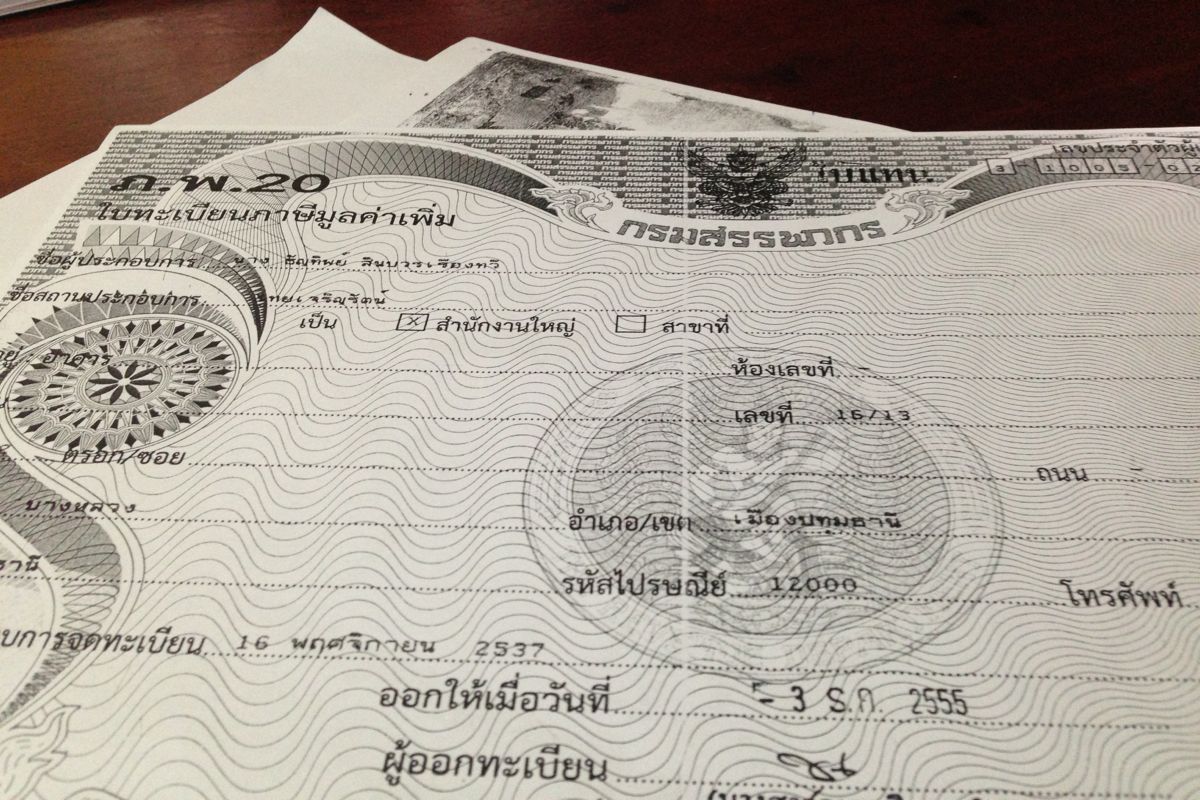 ภ.พ.20
ใบแทน
เลขประจำตัวผู้
3 1005 02
ใบทะเบียนภาษีมูลค่าเพิ่ม
กรมสรรพากร
ชื่อผู้ประกอบการ นาง ธัญทิพย์ สินบวรเรืองทวี
ชื่อสถานประกอบการ ไทยเจริญรัตน์
เป็น X สำนักงานใหญ่ สาขาที่
อาคาร ห้องเลขที่ -
เลขที่ 16/13
ตรอก/ซอย ถนน -
บางหลวง อำเภอ/เขต เมืองปทุมธานี
รหัสไปรษณีย์ 12000 โทรศัพท์
การจดทะเบียน 16 พฤศจิกายน 2537
ออกให้เมื่อวันที่ - 3 ธ.ค. 2555
ผู้ออกทะเบียน